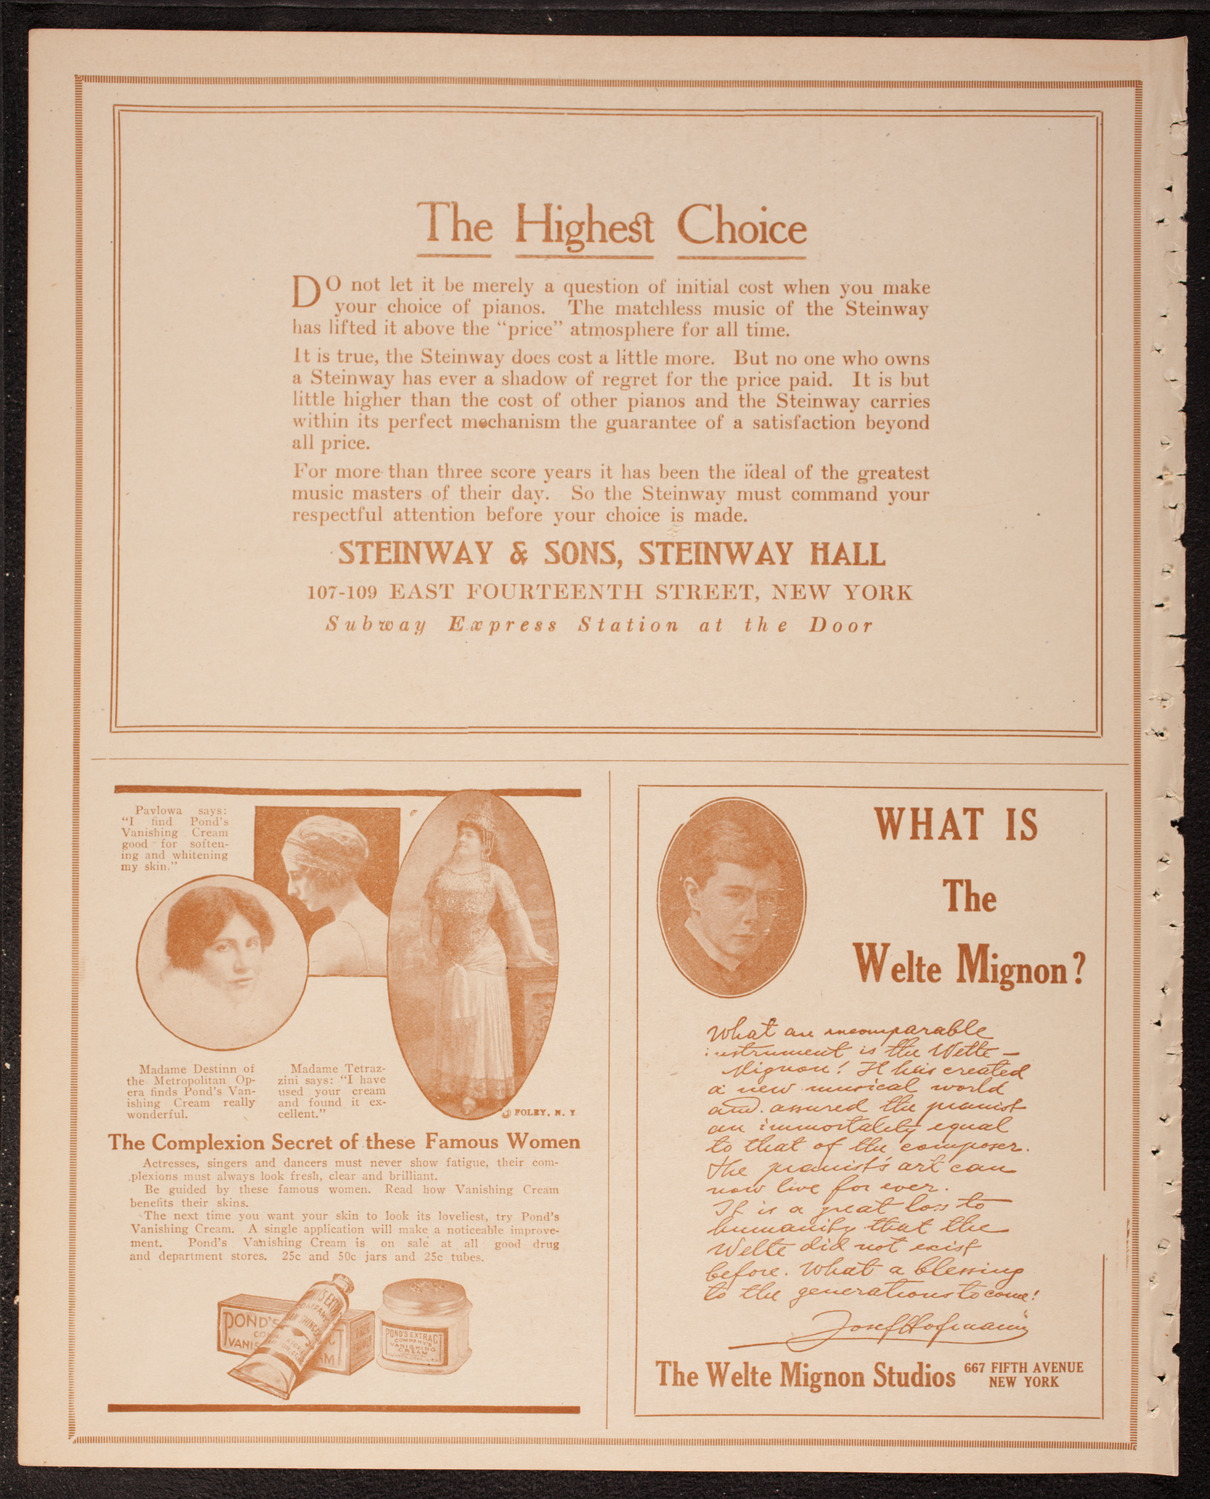 The Highest Choice
DO not let it be merely a question of initial cost when you make
your choice of pianos. The matchless music of the Steinway
has lifted it above the "price" atmosphere for all time.
It is true, the Steinway does cost a little more. But no one who owns
a Steinway has ever a shadow of regret for the price paid. It is but
little higher than the cost of other pianos and the Steinway carries
within its perfect mechanism the guarantee of a satisfaction beyond
all price.
For more than three score years it has been the ideal of the greatest
music masters of their day. So the Steinway must command your
respectful attention before your choice is made.
STEINWAY & SONS, STEINWAY HALL
107-109 EAST FOURTEENTH STREET, NEW YORK
Subway Express Station at the Door
Pavlowa says:
"I find Pond's
Vanishing Cream
good for soften-
ing and whitening
my skin."
Madame Destinn of
the Metropolitan Op-
era finds Pond's Van-
ishing Cream really
wonderful.
Madame Tetraz-
zini says: "I have
used your cream
and found it ex-
cellent."
© FOLEY, N. Y
The Complexion Secret of these Famous Women
Actresses, singers and dancers must never show fatigue, their com-
plexions must always look fresh, clear and brilliant.
Be guided by these famous women. Read how Vanishing Cream
benefits their skins.
The next time you want your skin to look its loveliest, try Pond's
Vanishing Cream. A single application will make a noticeable improve-
ment. Pond's Vanishing Cream is on sale at all good drug
and department stores. 25c and 50c jars and 25c tubes.
POND'S
VANIS
POND'S EXTRACT
COMPANY'S
VANISHING
CREAM
WHAT IS
The
Welte Mignon?
What an incomparable
instrument is the Welte-
Mignon! It has created
a new musical world
and assured the pianist
an immortality equal
to that of the composer.
The pianist's art can
now live for ever.
It is a great loss to
humanity that the
Welte did not exist
before. What a blessing
to the generations to come!
Josef Hofmann
The Welte Mignon Studios 667 FIFTH AVENUE
NEW YORK